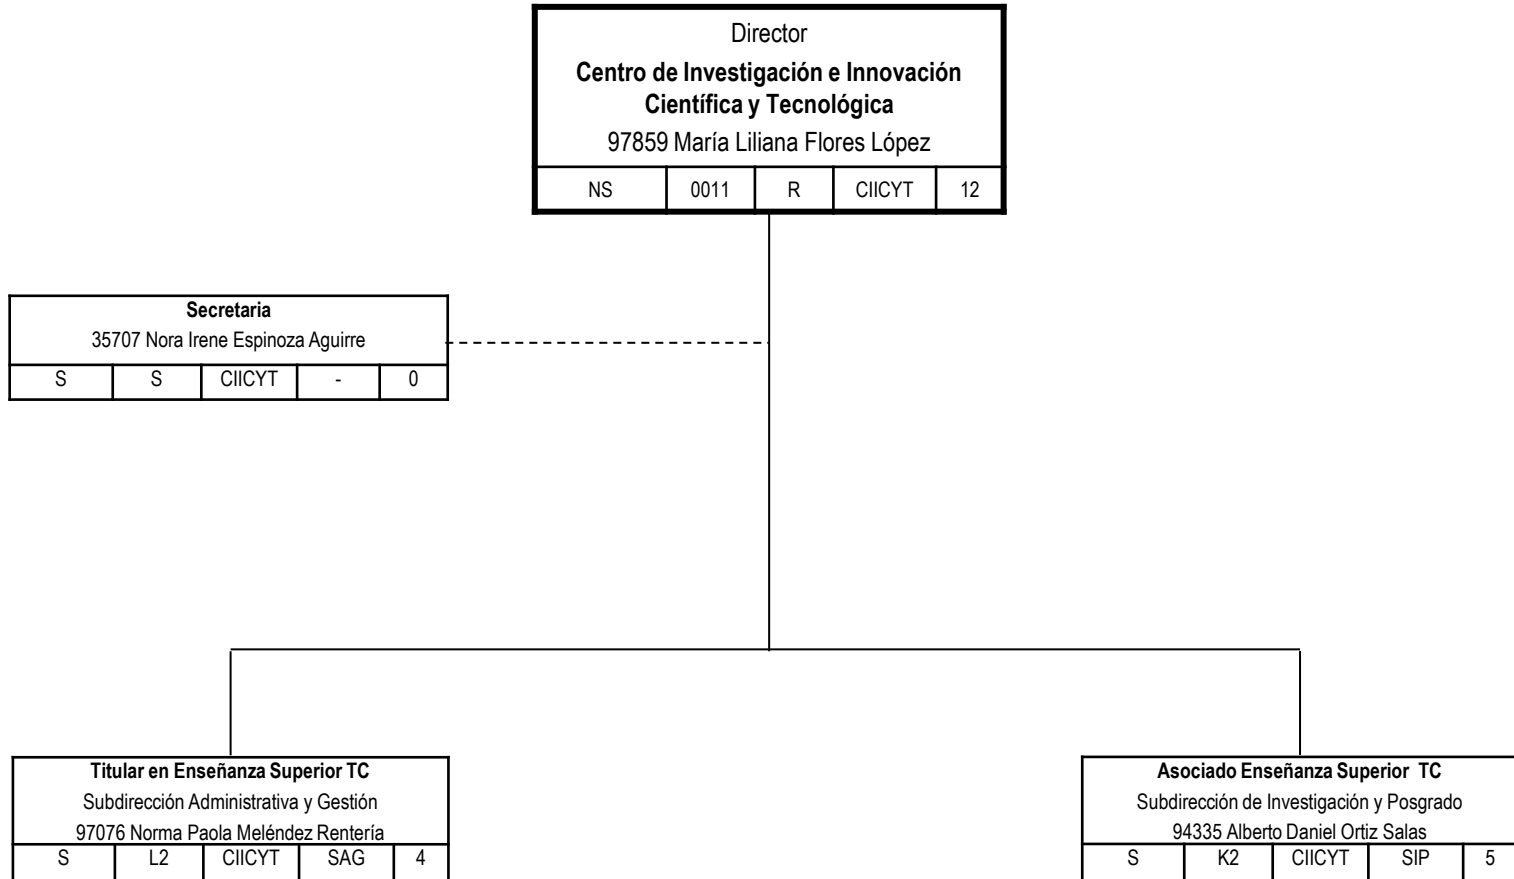 Director
Centro de Investigación e Innovación
Científica y Tecnológica
97859 María Liliana Flores López
NS 0011 R CIICYT 12
Secretaria
35707 Nora Irene Espinoza Aguirre
S S CIICYT - 0
Titular en Enseñanza Superior TC
Subdirección Administrativa y Gestión
97076 Norma Paola Meléndez Rentería
S L2 CIICYT SAG 4
Asociado Enseñanza Superior TC
Subdirección de Investigación y Posgrado
94335 Alberto Daniel Ortiz Salas
S K2 CIICYT SIP 5